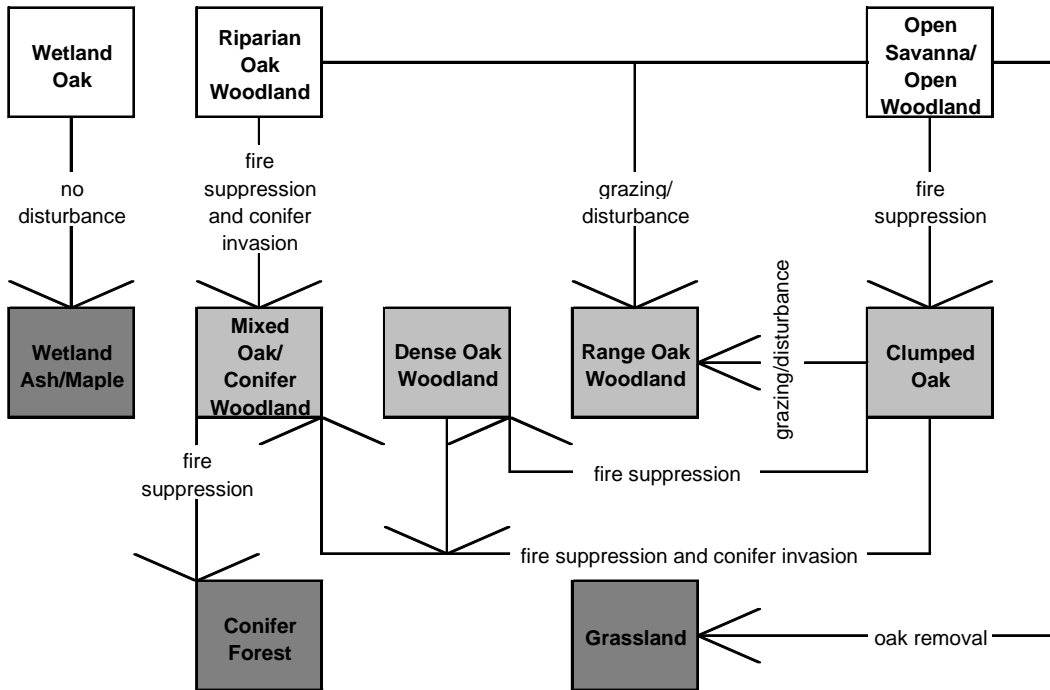 Wetland
Oak
Riparian
Oak
Woodland
Open
Savanna/
Open
Woodland
no
disturbance
fire
suppression
and conifer
invasion
grazing/
disturbance
fire
suppression
Wetland
Ash/Maple
Mixed
Oak/
Conifer
Woodland
Dense Oak
Woodland
Range Oak
Woodland
grazing/disturbance
Clumped
Oak
fire
suppression
fire suppression
fire suppression and conifer invasion
Conifer
Forest
Grassland
oak removal